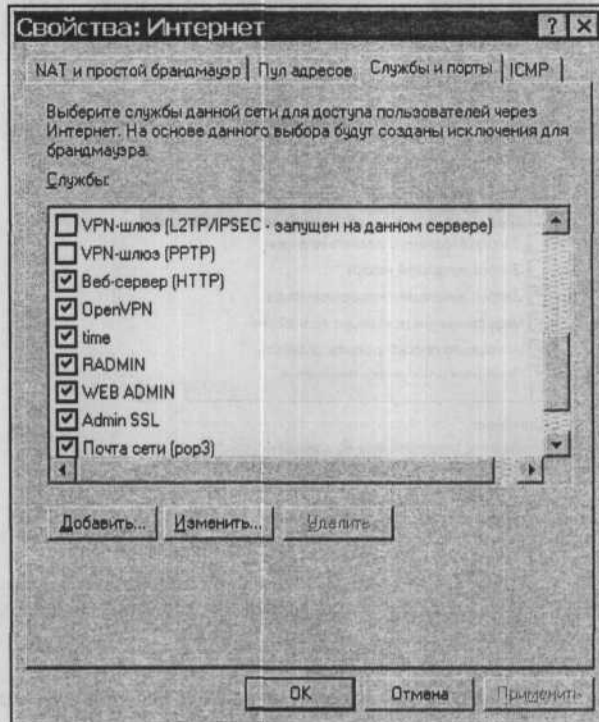 Свойства: Интернет
NAT и простой брандмауэр Пул адресов Службы и порты ICMP
Выберите службы данной сети для доступа пользователей через
Интернет. На основе данного выбора будут созданы исключения для
брандмауэра.
Службы:
VPN-шлюз (L2TP/IPSEC - запущен на данном сервере)
VPN-шлюз (PPTP)
Веб-сервер (HTTP)
OpenVPN
time
RADMIN
WEB ADMIN
Admin SSL
Почта сети (pop3)
Добавить... Изменить... Удалить
OK Отмена Применить